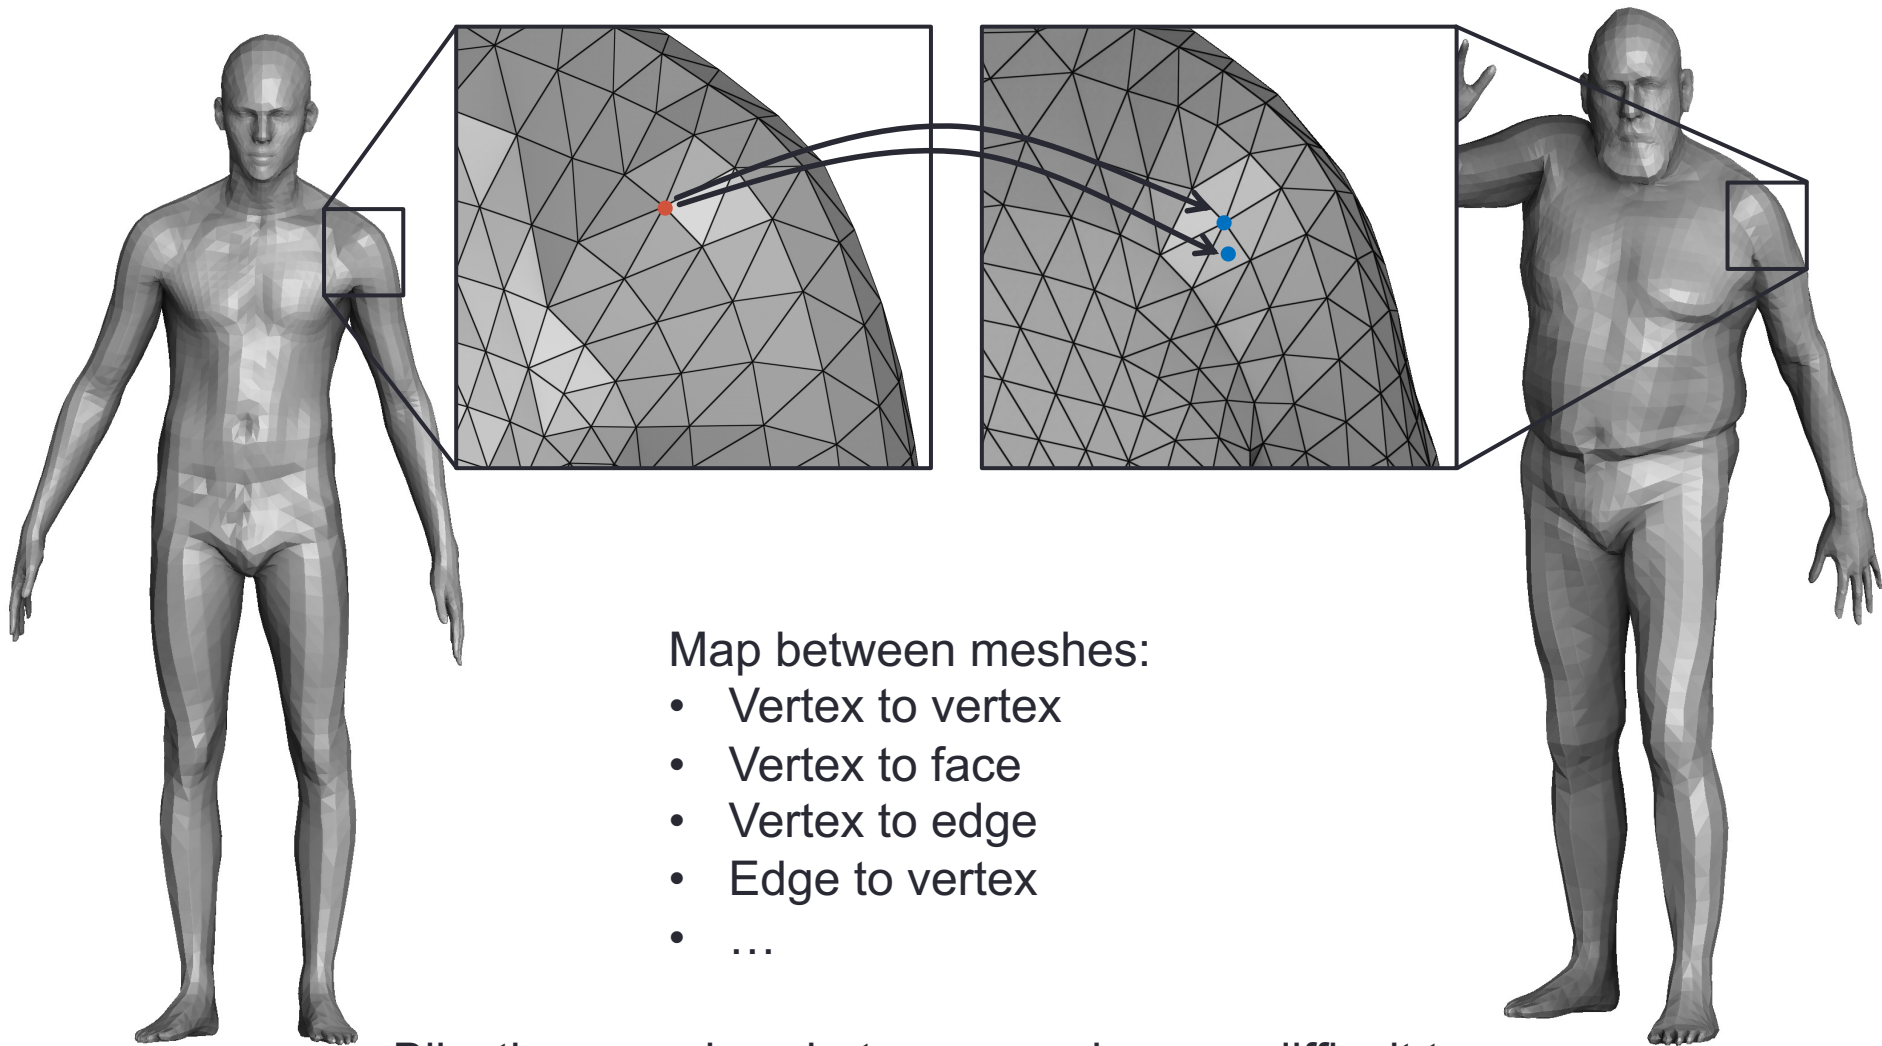 Map between meshes:
• Vertex to vertex
• Vertex to face
• Vertex to edge
• Edge to vertex
• …